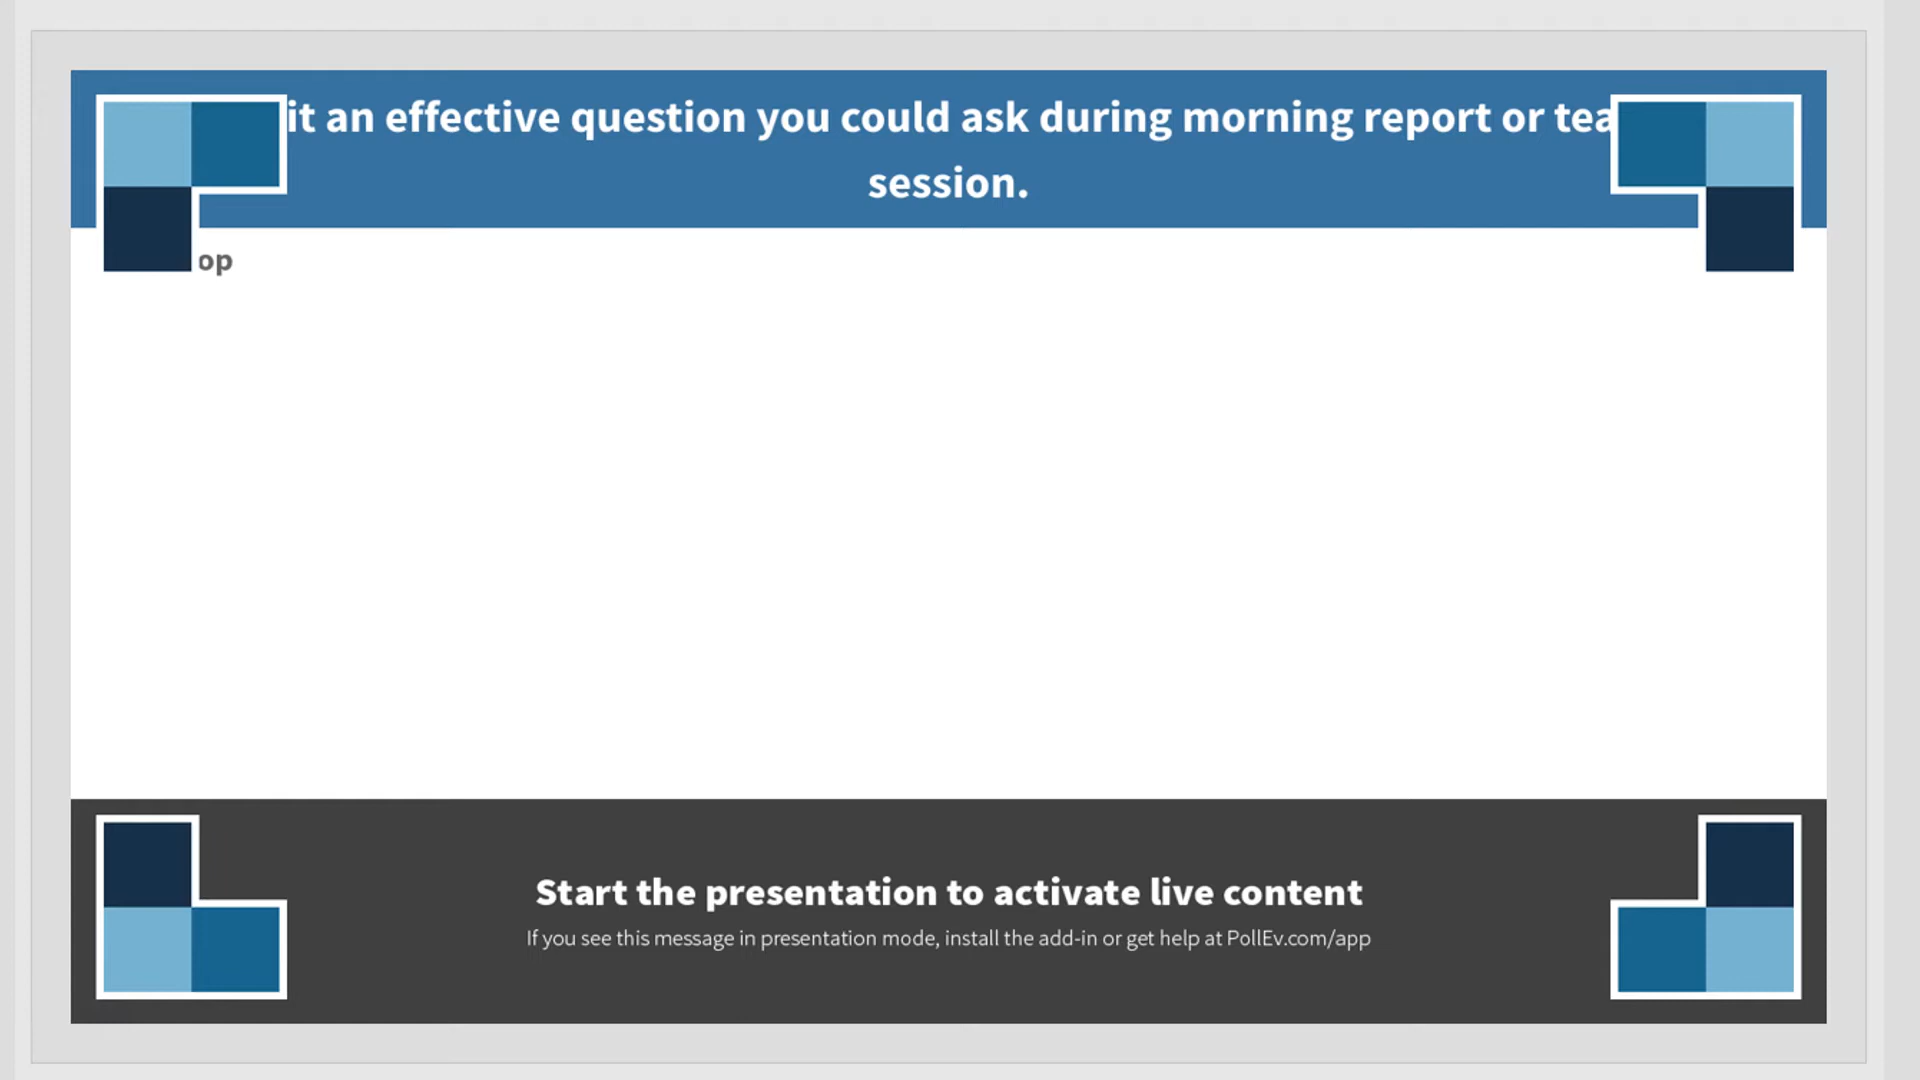 it an effective question you could ask during morning report or tea
session.
op
Start the presentation to activate live content
If you see this message in presentation mode, install the add-in or get help at PollEv.com/app